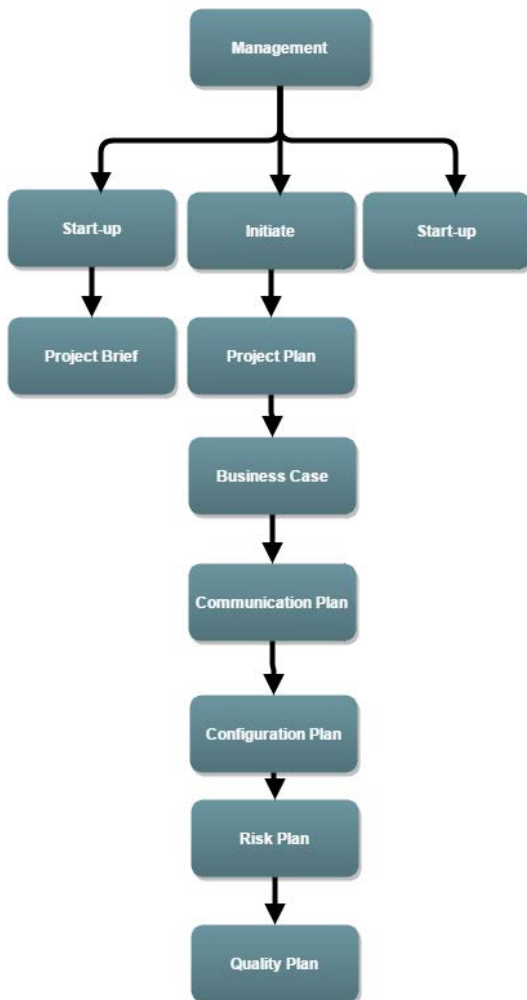 Management
Start-up
Initiate
Start-up
Project Brief
Project Plan
Business Case
Communication Plan
Configuration Plan
Risk Plan
Quality Plan